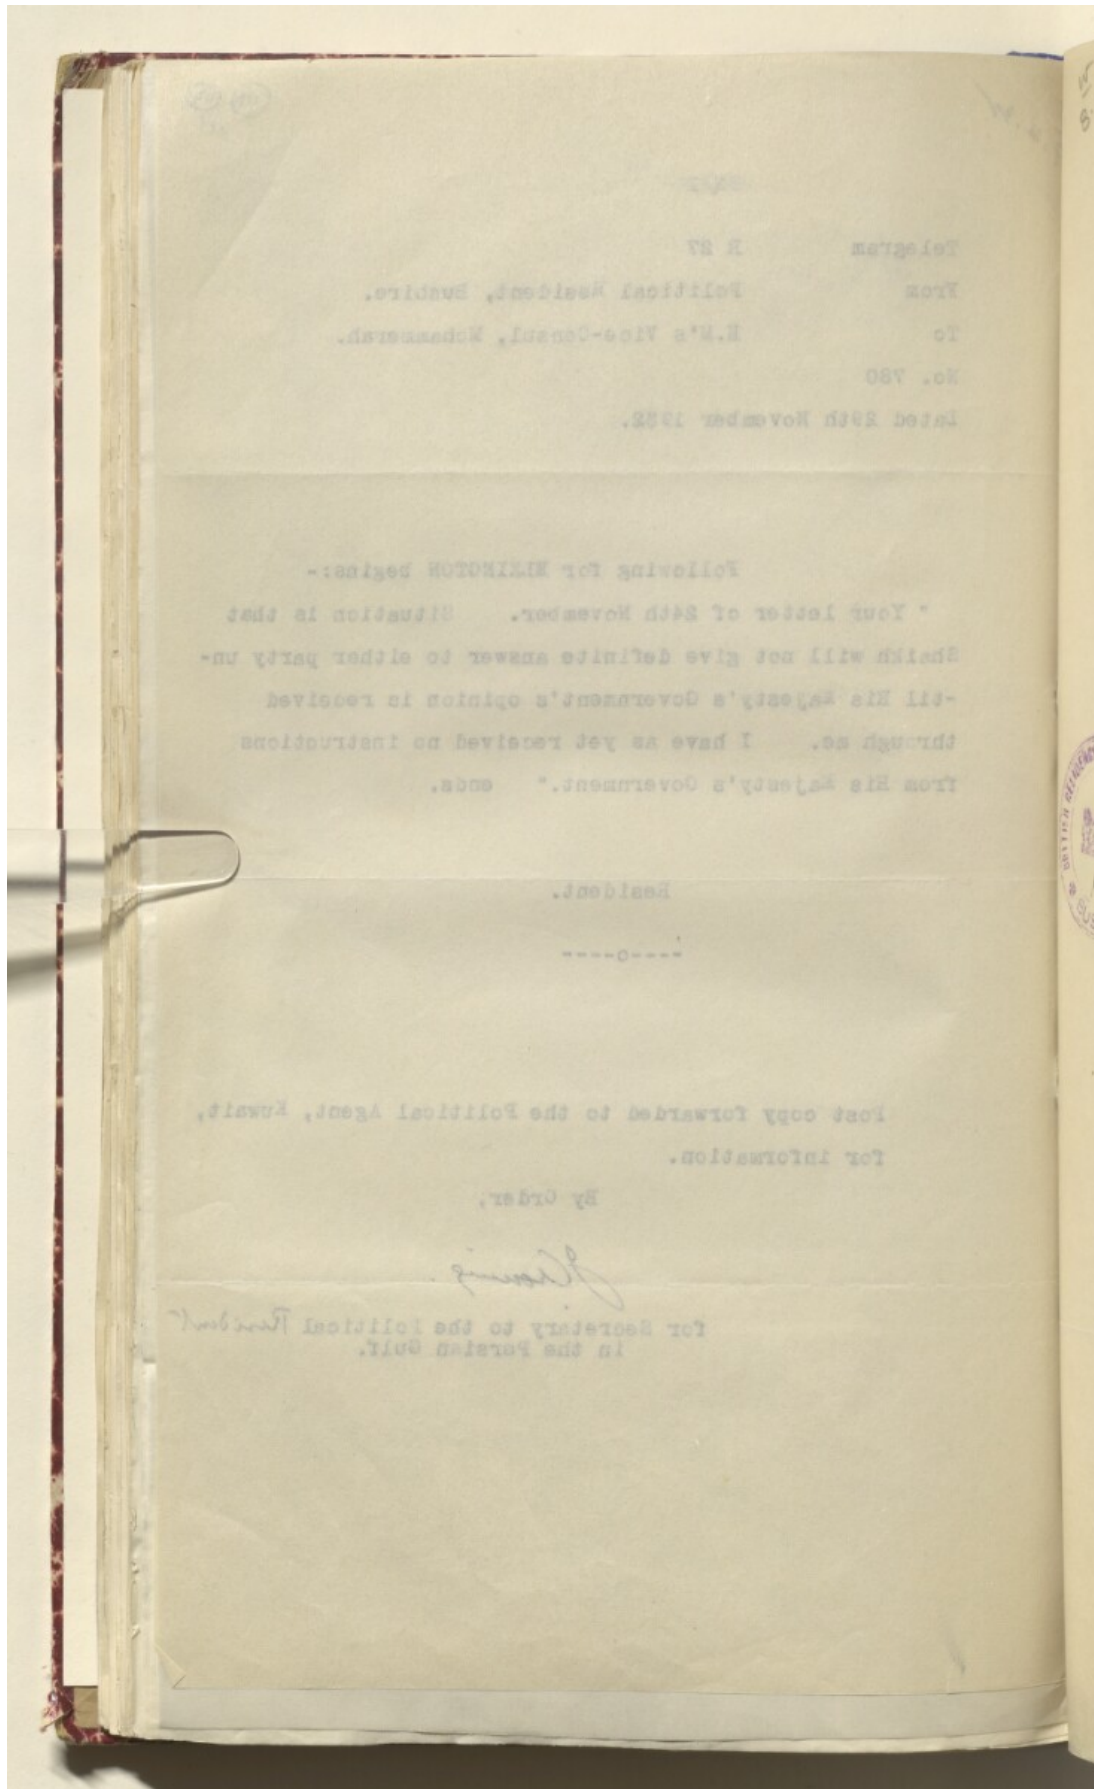 Telegram R 27
From Political Resident, Bushire.
To H.M's Vice-Consul, Mohammerah.
No. 780
Dated 29th November 1932.
Following for ELKINGTON begins:-
" Your letter of 24th November. Situation is that
Shaikh will not give definite answer to either party un-
-til His Majesty's Government's opinion is received
through me. I have as yet received no instructions
from His Majesty's Government." ends.
Resident.
----o----
Post copy forwarded to the Political Agent, Kuwait,
for information.
By Order,
for Secretary to the Political Resident
in the Persian Gulf.
BRITISH RESIDENCY